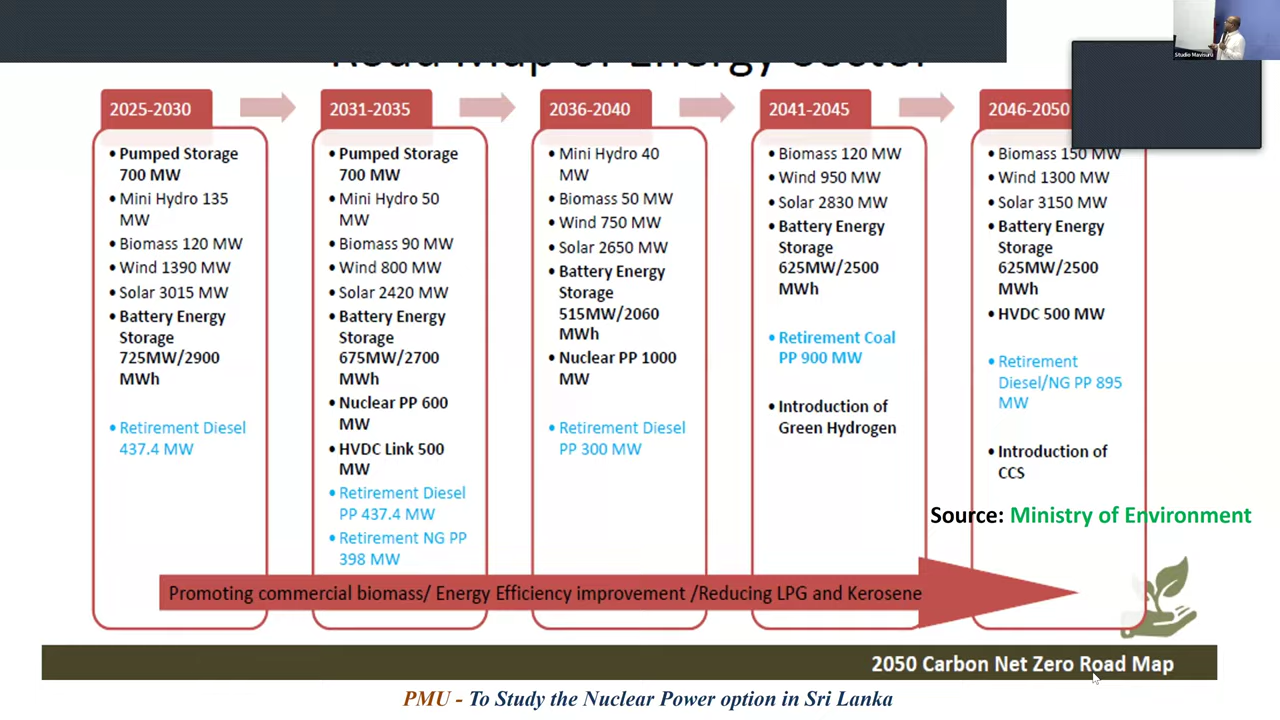 Studio Mavisuru
Road Map of Energy Sector
2025-2030
• Pumped Storage
700 MW
• Mini Hydro 135
MW
• Biomass 120 MW
• Wind 1390 MW
• Solar 3015 MW
• Battery Energy
Storage
725MW/2900
MWh
• Retirement Diesel
437.4 MW
2031-2035
• Pumped Storage
700 MW
• Mini Hydro 50
MW
• Biomass 90 MW
• Wind 800 MW
• Solar 2420 MW
• Battery Energy
Storage
675MW/2700
MWh
• Nuclear PP 600
MW
• HVDC Link 500
MW
• Retirement Diesel
PP 437.4 MW
• Retirement NG PP
398 MW
2036-2040
• Mini Hydro 40
MW
• Biomass 50 MW
• Wind 750 MW
• Solar 2650 MW
• Battery Energy
Storage
515MW/2060
MWh
• Nuclear PP 1000
MW
• Retirement Diesel
PP 300 MW
2041-2045
• Biomass 120 MW
• Wind 950 MW
• Solar 2830 MW
• Battery Energy
Storage
625MW/2500
MWh
• Retirement Coal
PP 900 MW
• Introduction of
Green Hydrogen
2046-2050
• Biomass 150 MW
• Wind 1300 MW
• Solar 3150 MW
• Battery Energy
Storage
625MW/2500
MWh
• HVDC 500 MW
• Retirement
Diesel/NG PP 895
MW
• Introduction of
CCS
Source: Ministry of Environment
Promoting commercial biomass/ Energy Efficiency improvement /Reducing LPG and Kerosene
2050 Carbon Net Zero Road Map
PMU - To Study the Nuclear Power option in Sri Lanka